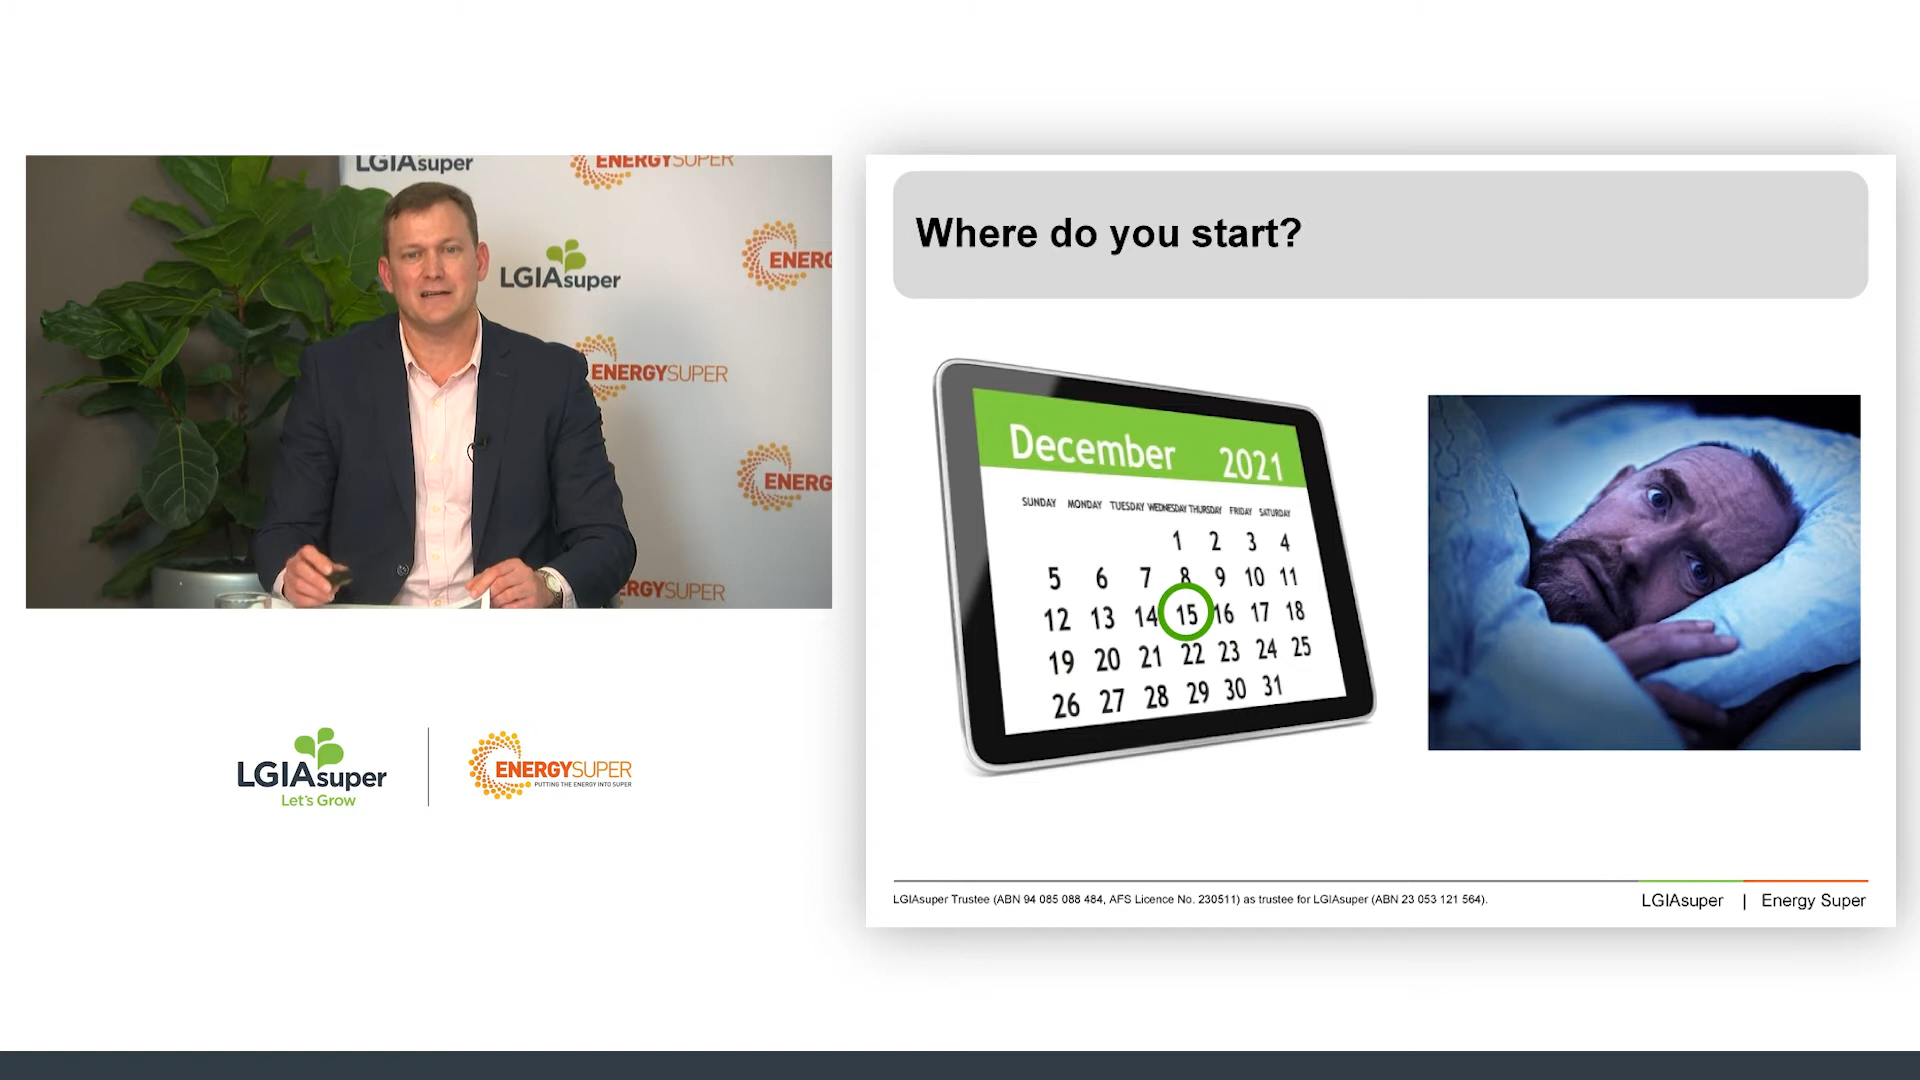 LGIAsuper
ENERGYSUPER
LGIAsuper
ENERG
ENERGYSUPER
ENERG
ERGYSUPER
LGIAsuper
Let's Grow
ENERGYSUPER
PUTTING THE ENERGY INTO SUPER
Where do you start?
December 2021
SUNDAY MONDAY TUESDAY WEDNESDAY THURSDAY FRIDAY SATURDAY
1 2 3 4
5 6 7 8 9 10 11
12 13 14 15 16 17 18
19 20 21 22 23 24 25
26 27 28 29 30 31
LGIAsuper Trustee (ABN 94 085 088 484, AFS Licence No. 230511) as trustee for LGIAsuper (ABN 23 053 121 564).
LGIAsuper | Energy Super